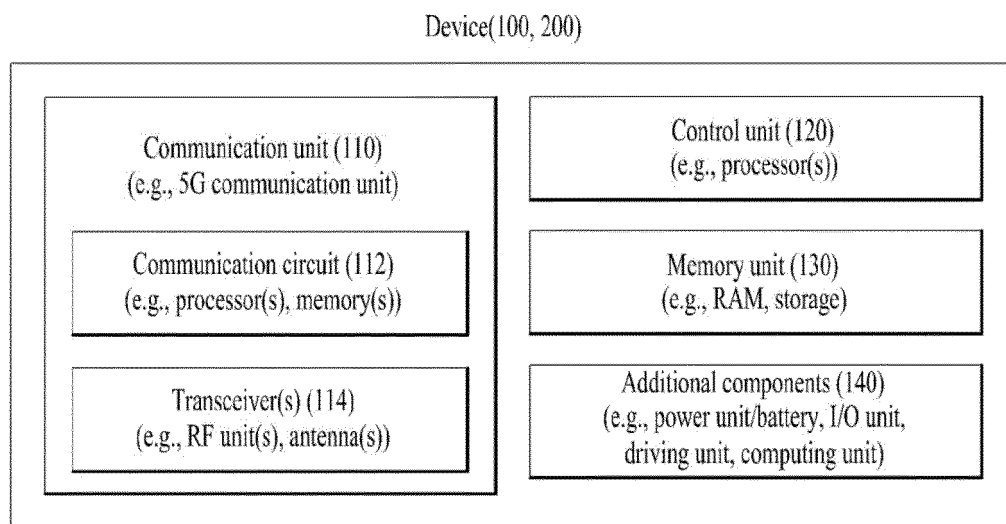 Device(100, 200)
Communication unit (110)
(e.g., 5G communication unit)
Communication circuit (112)
(e.g., processor(s), memory(s))
Transceiver(s) (114)
(e.g., RF unit(s), antenna(s))
Control unit (120)
(e.g., processor(s))
Memory unit (130)
(e.g., RAM, storage)
Additional components (140)
(e.g., power unit/battery, I/O unit,
driving unit, computing unit)